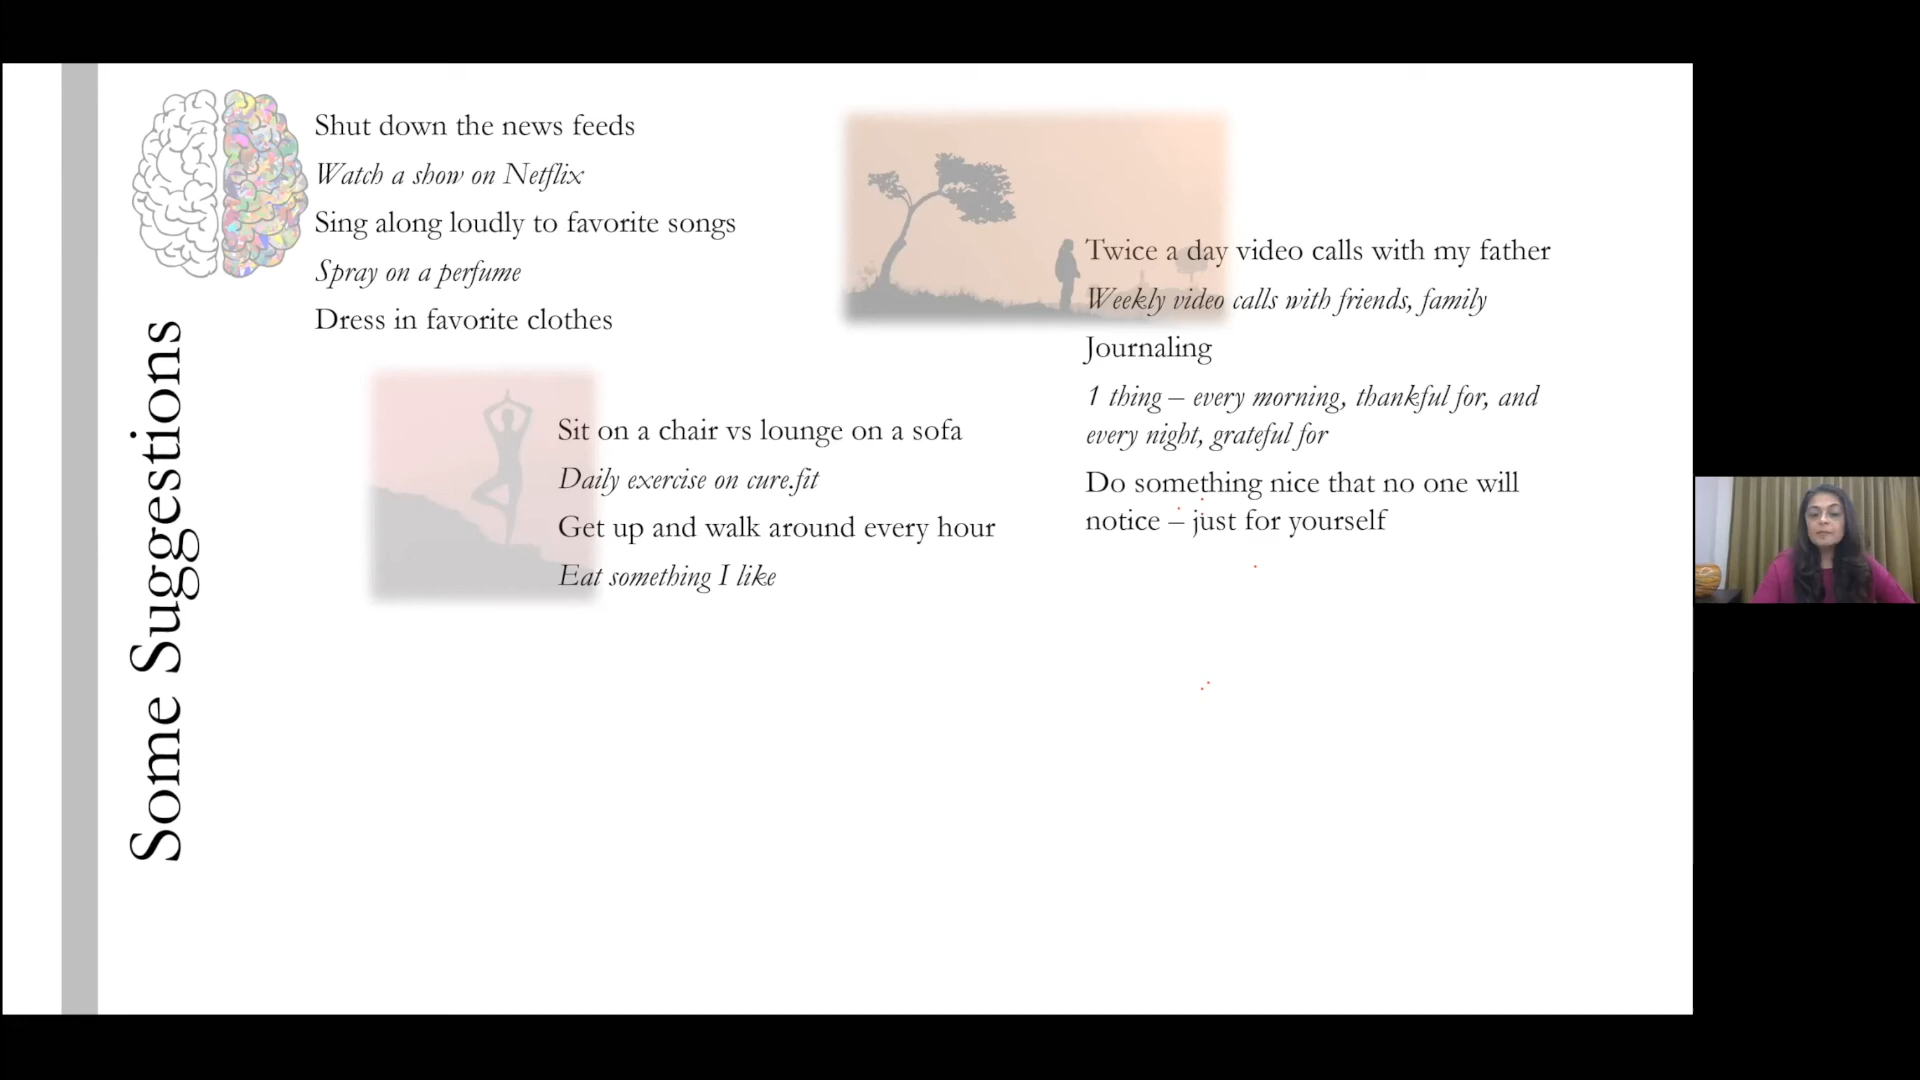 Some Suggestions
Shut down the news feeds
Watch a show on Netflix
Sing along loudly to favorite songs
Spray on a perfume
Dress in favorite clothes
Sit on a chair vs lounge on a sofa
Daily exercise on cure.fit
Get up and walk around every hour
Eat something I like
Twice a day video calls with my father
Weekly video calls with friends, family
Journaling
1 thing – every morning, thankful for, and
every night, grateful for
Do something nice that no one will
notice – just for yourself